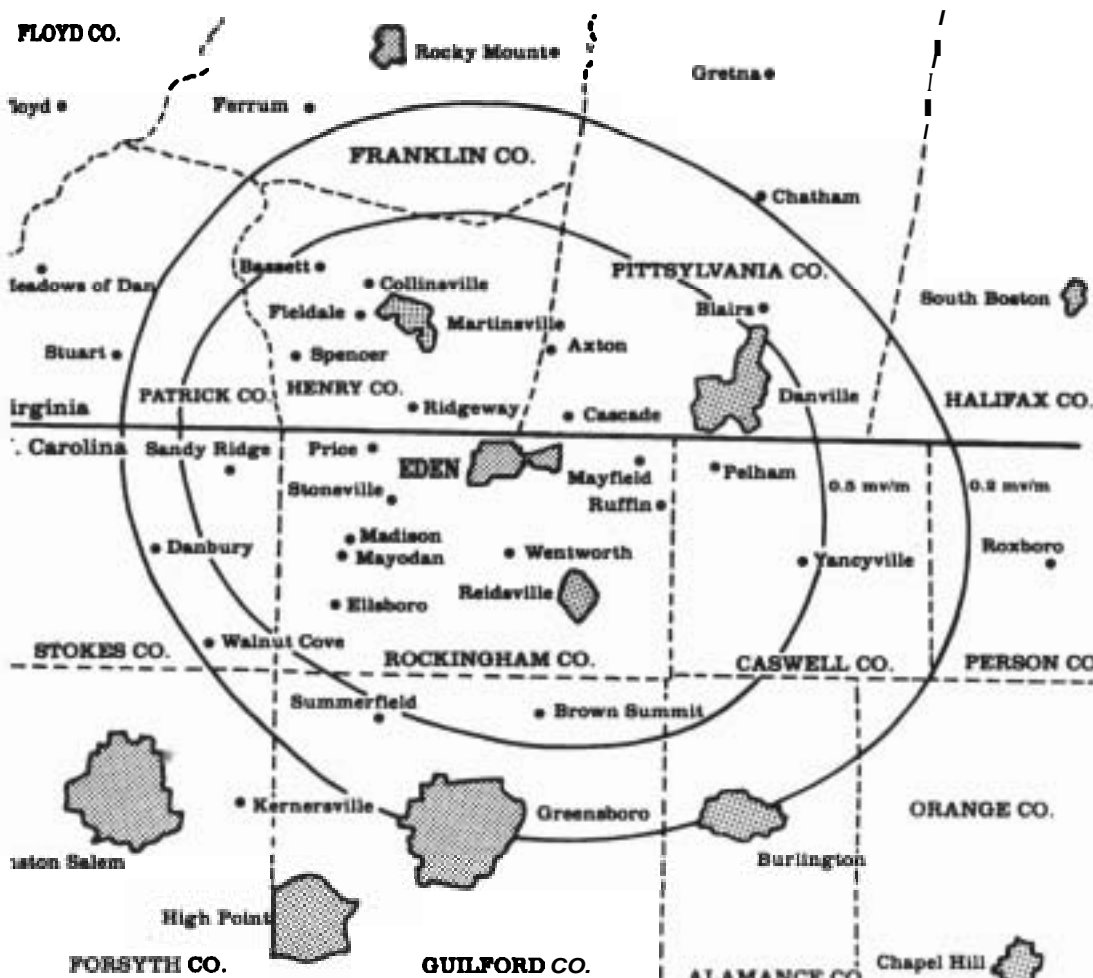 FLOYD CO.
Rocky Mount
Gretna
loyd
Ferrum
FRANKLIN CO.
Chatham
Bassett
PITTSYLVANIA CO.
Meadows of Dan
Collinsville
South Boston
Fieldale
Martinsville
Blairs
Stuart
Spencer
Axton
PATRICK CO.
HENRY CO.
Danville
HALIFAX CO.
irginia
Ridgeway
Cascade
. Carolina
Sandy Ridge
Price
EDEN
Mayfield
Pelham
Stonsville
0.5 mv/m
0.2 mv/m
Ruffin
Madison
Danbury
Mayodan
Wentworth
Yancyville
Roxboro
Reidsville
Ellsboro
Walnut Cove
STOKES CO.
ROCKINGHAM CO.
CASWELL CO.
PERSON CO
Summerfield
Brown Summit
Kernersville
Greensboro
ORANGE CO.
nston Salem
Burlington
High Point
FORSYTH CO.
GUILFORD CO.
Chapel Hill
ALAMANCE CO